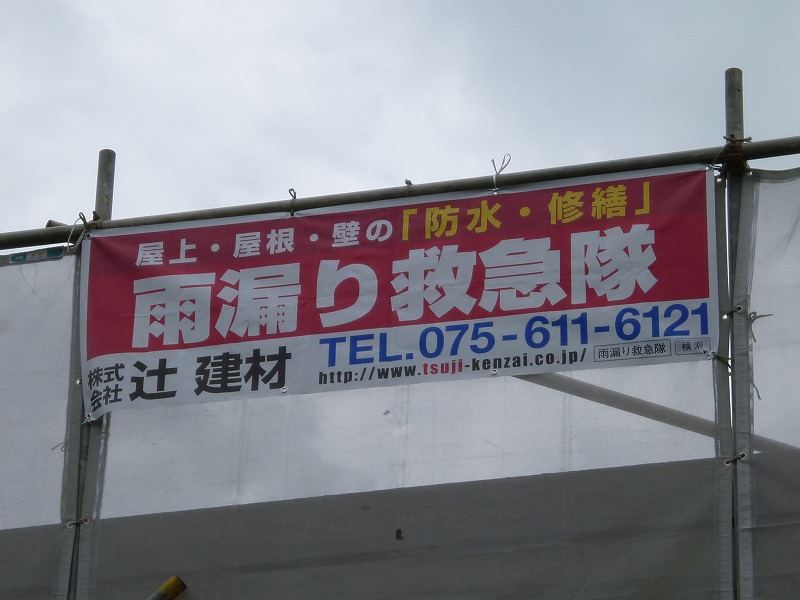 屋上・屋根・壁の「防水・修繕」
雨漏り救急隊
株式会社 辻 建材
TEL.075-611-6121
http://www.tsuji-kenzai.co.jp/ 雨漏り救急隊 検索